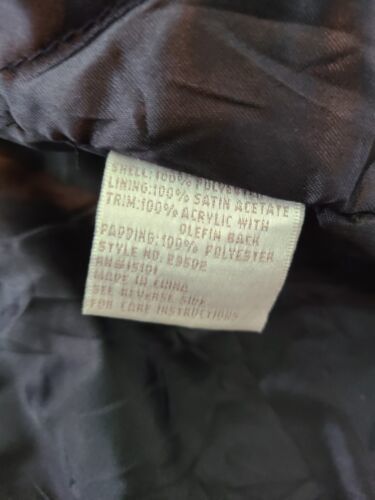 SHELL:100% POLYESTER
LINING:100% SATIN ACETATE
TRIM:100% ACRYLIC WITH
OLEFIN BACK
PADDING:100% POLYESTER
STYLE NO.
MADE IN CHINA
SEE REVERSE SIDE
FOR CARE INSTRUCTIONS